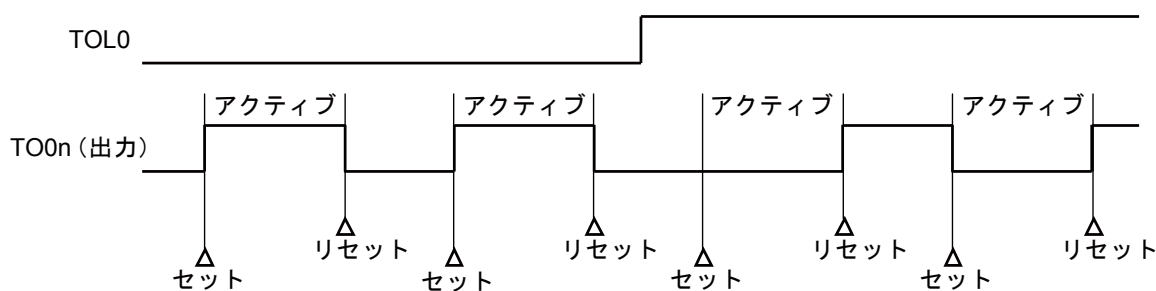 TOL0
アクティブ アクティブ アクティブ アクティブ
TO0n（出力）
リセット リセット リセット リセット
セット セット セット セット